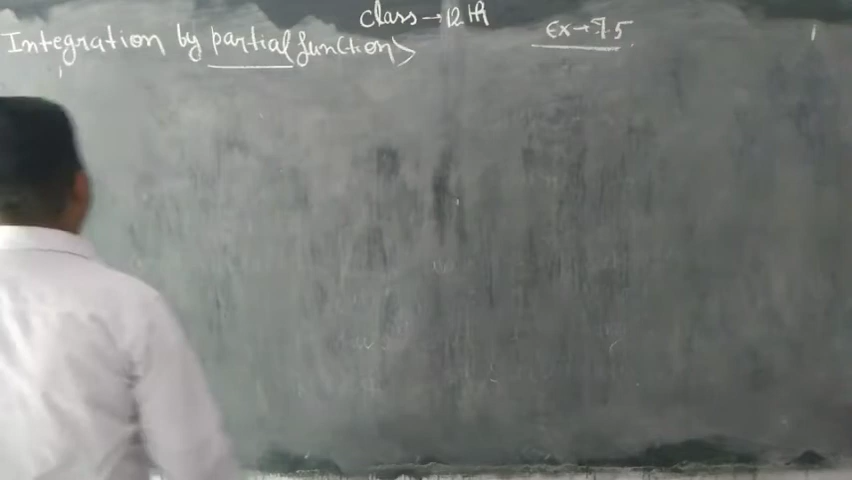 class → 12th
Integration by partial function
Ex → 7.5